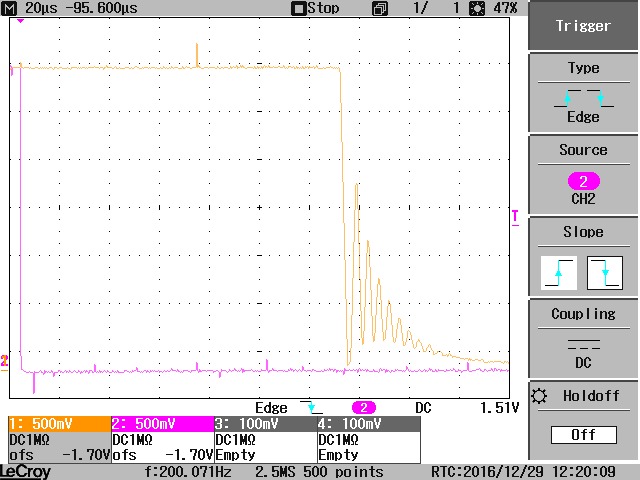 M 20µs -95.600µs Stop 1/ 1 47%
Trigger
Type
Edge
Source
2
CH2
Slope
Coupling
DC
Holdoff
Off
T
2
Edge 2 DC 1.51V
1: 500mV 2: 500mV 3: 100mV 4: 100mV
DC1MΩ DC1MΩ DC1MΩ DC1MΩ
ofs -1.70V ofs -1.70V Empty Empty
LeCroy f:200.071Hz 2.5MS 500 points RTC:2016/12/29 12:20:09